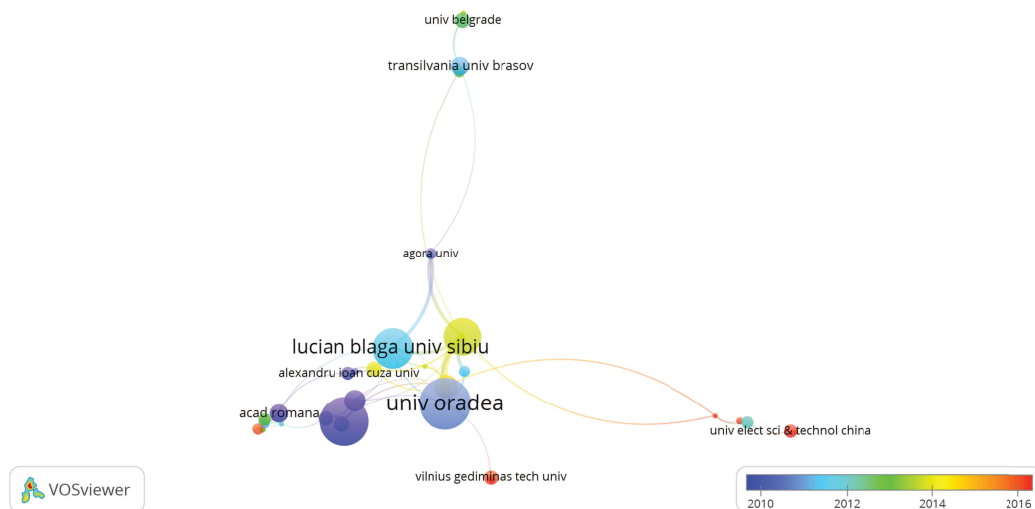 univ belgrade
transilvania univ brasov
agora univ
lucian blaga univ sibiu
alexandru ioan cuza univ
univ oradea
acad romana
univ elect sci & technol china
vilnius gediminas tech univ
VOSviewer
2010 2012 2014 2016